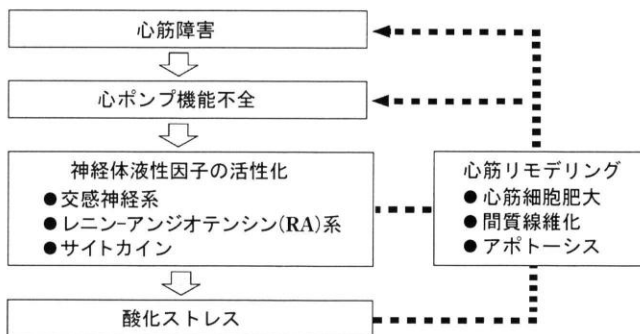 心筋障害
心ポンプ機能不全
神経体液性因子の活性化
●交感神経系
●レニン-アンジオテンシン(RA)系
●サイトカイン
酸化ストレス
心筋リモデリング
●心筋細胞肥大
●間質線維化
●アポトーシス